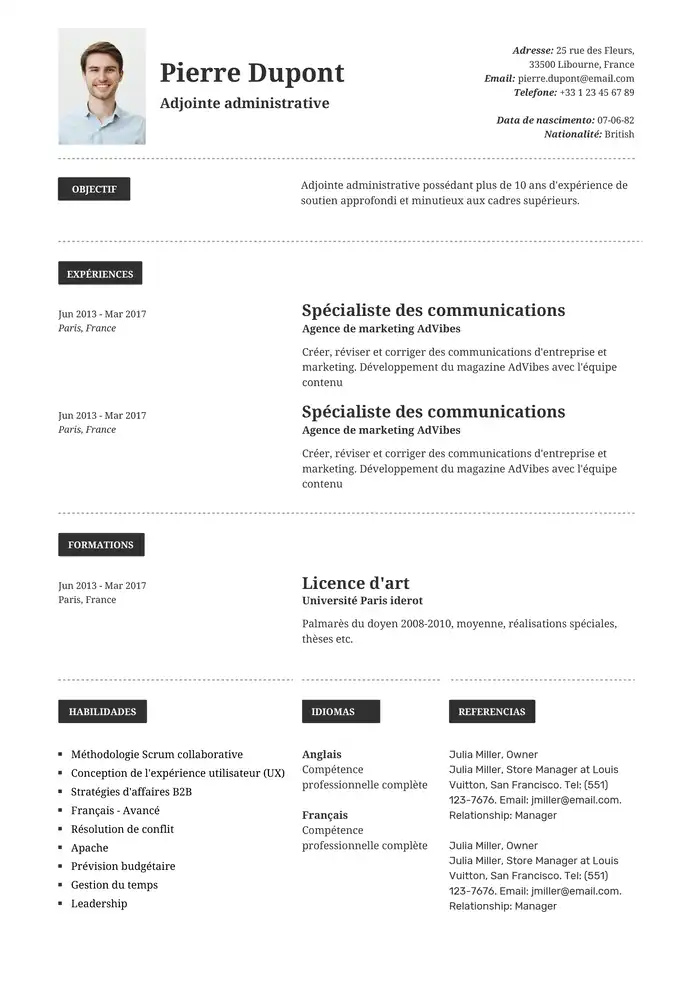 Pierre Dupont
Adjointe administrative
Adresse: 25 rue des Fleurs,
33500 Libourne, France
Email: pierre.dupont@email.com
Telefone: +33 1 23 45 67 89
Data de nascimento: 07-06-82
Nationalité: British
OBJECTIF
Adjointe administrative possédant plus de 10 ans d'expérience de
soutien approfondi et minutieux aux cadres supérieurs.
EXPÉRIENCES
Jun 2013 - Mar 2017
Paris, France
Spécialiste des communications
Agence de marketing AdVibes
Créer, réviser et corriger des communications d'entreprise et
marketing. Développement du magazine AdVibes avec l'équipe
contenu
Jun 2013 - Mar 2017
Paris, France
Spécialiste des communications
Agence de marketing AdVibes
Créer, réviser et corriger des communications d'entreprise et
marketing. Développement du magazine AdVibes avec l'équipe
contenu
FORMATIONS
Jun 2013 - Mar 2017
Paris, France
Licence d'art
Université Paris iderot
Palmarès du doyen 2008-2010, moyenne, réalisations spéciales,
thèses etc.
HABILIDADES
Méthodologie Scrum collaborative
Conception de l'expérience utilisateur (UX)
Stratégies d'affaires B2B
Français - Avancé
Résolution de conflit
Apache
Prévision budgétaire
Gestion du temps
Leadership
IDIOMAS
Anglais
Compétence
professionnelle complète
Français
Compétence
professionnelle complète
REFERENCIAS
Julia Miller, Owner
Julia Miller, Store Manager at Louis
Vuitton, San Francisco. Tel: (551)
123-7676. Email: jmiller@email.com.
Relationship: Manager
Julia Miller, Owner
Julia Miller, Store Manager at Louis
Vuitton, San Francisco. Tel: (551)
123-7676. Email: jmiller@email.com.
Relationship: Manager